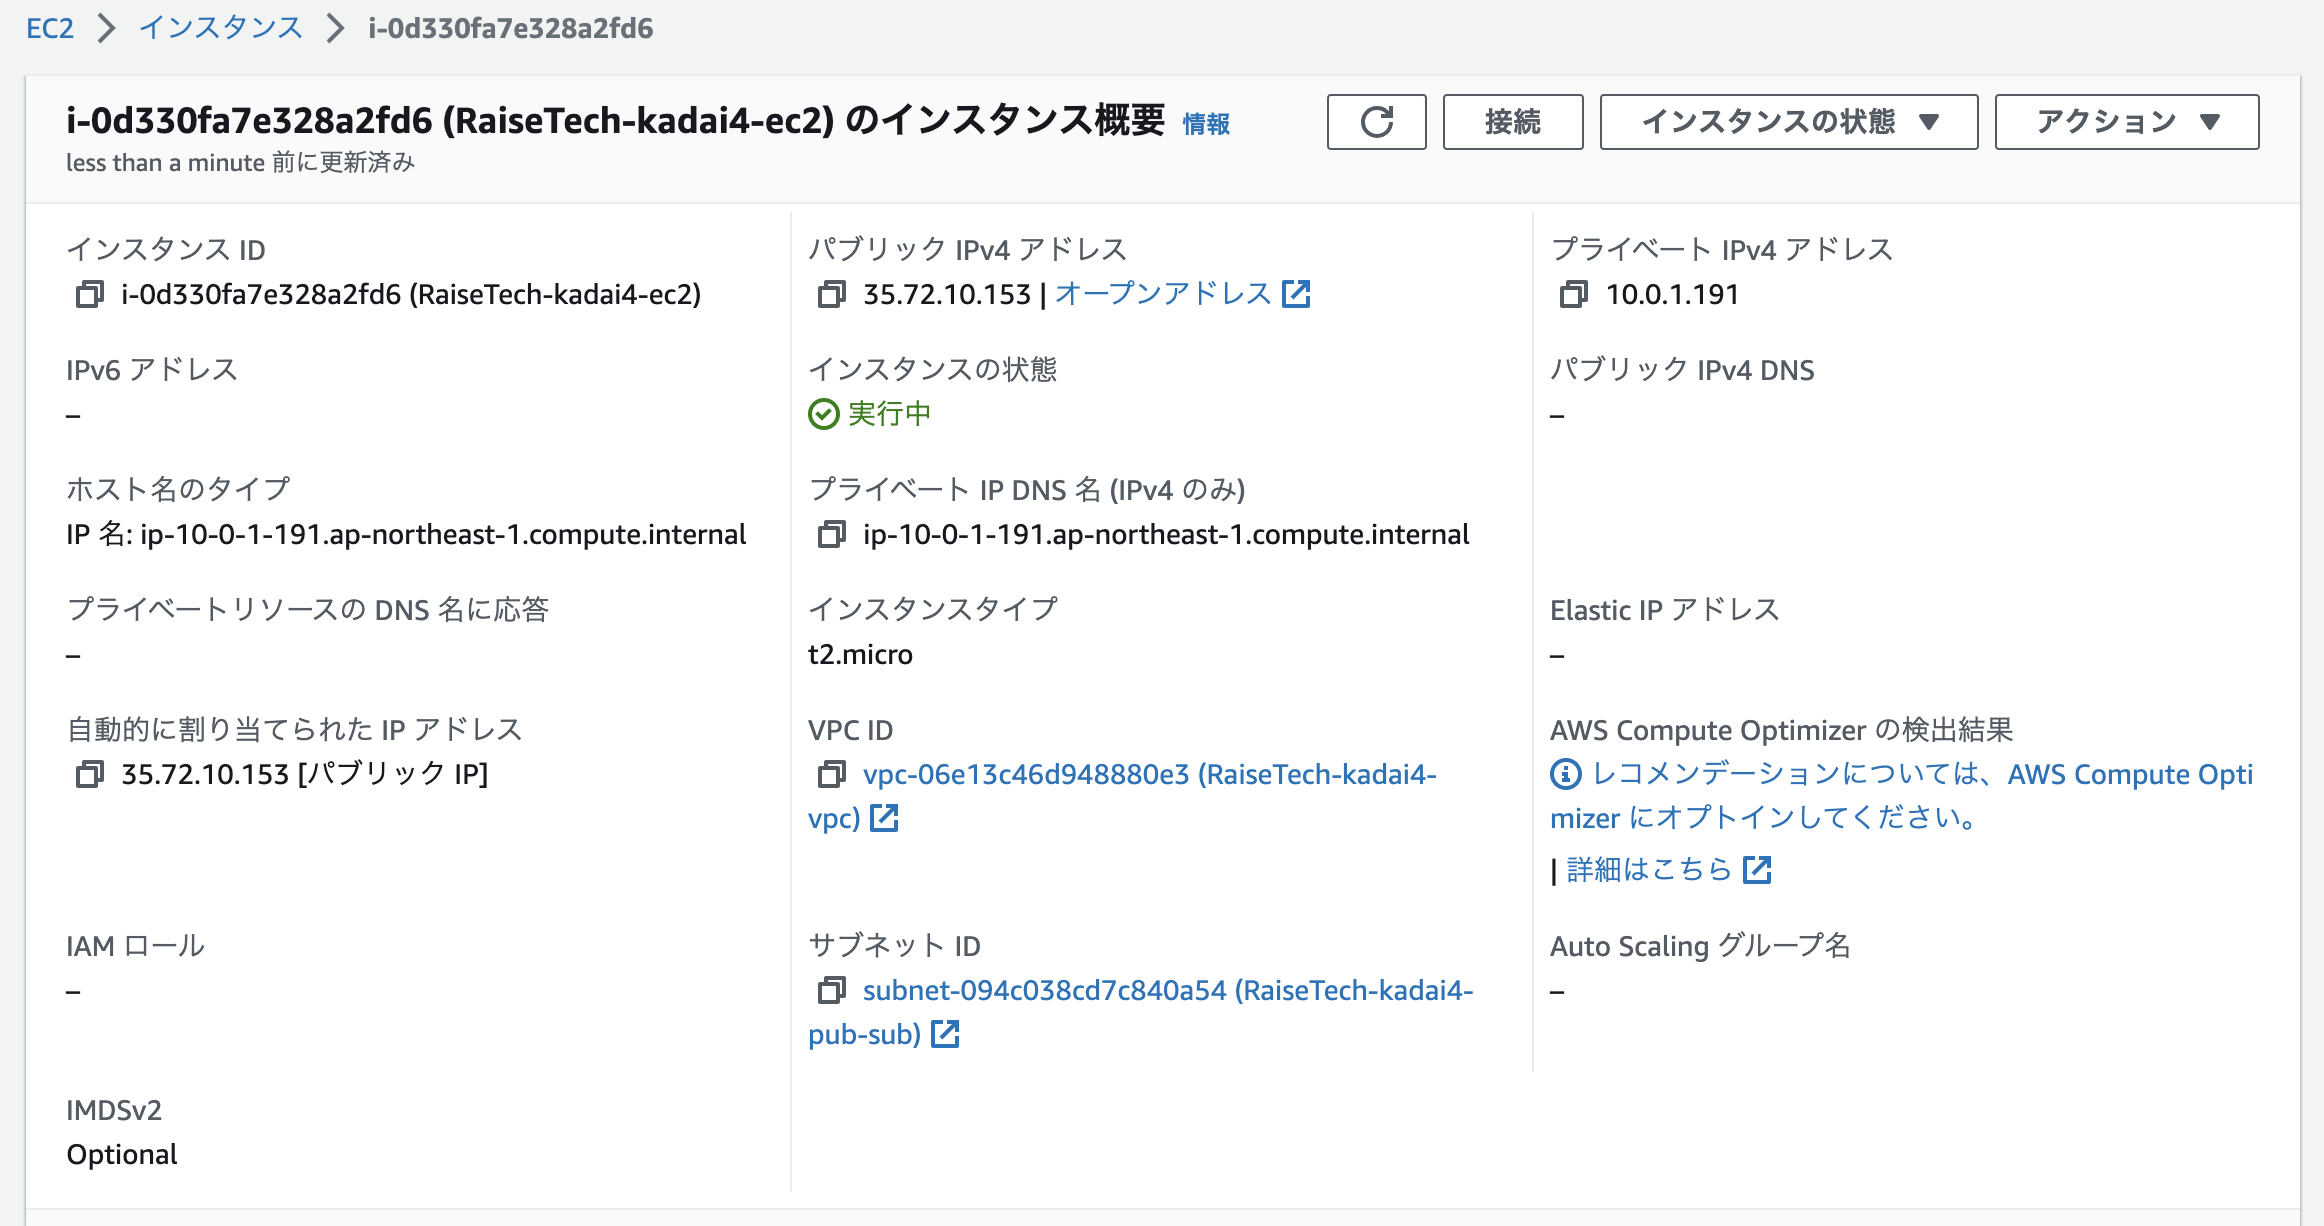 EC2 > インスタンス > i-0d330fa7e328a2fd6
i-0d330fa7e328a2fd6 (RaiseTech-kadai4-ec2) のインスタンス概要 情報
less than a minute 前に更新済み
接続
インスタンスの状態 ▼
アクション ▼
インスタンス ID
i-0d330fa7e328a2fd6 (RaiseTech-kadai4-ec2)
パブリック IPv4 アドレス
35.72.10.153 | オープンアドレス
プライベート IPv4 アドレス
10.0.1.191
IPv6 アドレス
–
インスタンスの状態
実行中
パブリック IPv4 DNS
–
ホスト名のタイプ
IP 名: ip-10-0-1-191.ap-northeast-1.compute.internal
プライベート IP DNS 名 (IPv4 のみ)
ip-10-0-1-191.ap-northeast-1.compute.internal
プライベートリソースの DNS 名に応答
–
インスタンスタイプ
t2.micro
Elastic IP アドレス
–
自動的に割り当てられた IP アドレス
35.72.10.153 [パブリック IP]
VPC ID
vpc-06e13c46d948880e3 (RaiseTech-kadai4-
vpc)
AWS Compute Optimizer の検出結果
レコメンデーションについては、AWS Compute Opti
mizer にオプトインしてください。
| 詳細はこちら
IAM ロール
–
サブネット ID
subnet-094c038cd7c840a54 (RaiseTech-kadai4-
pub-sub)
Auto Scaling グループ名
–
IMDSv2
Optional